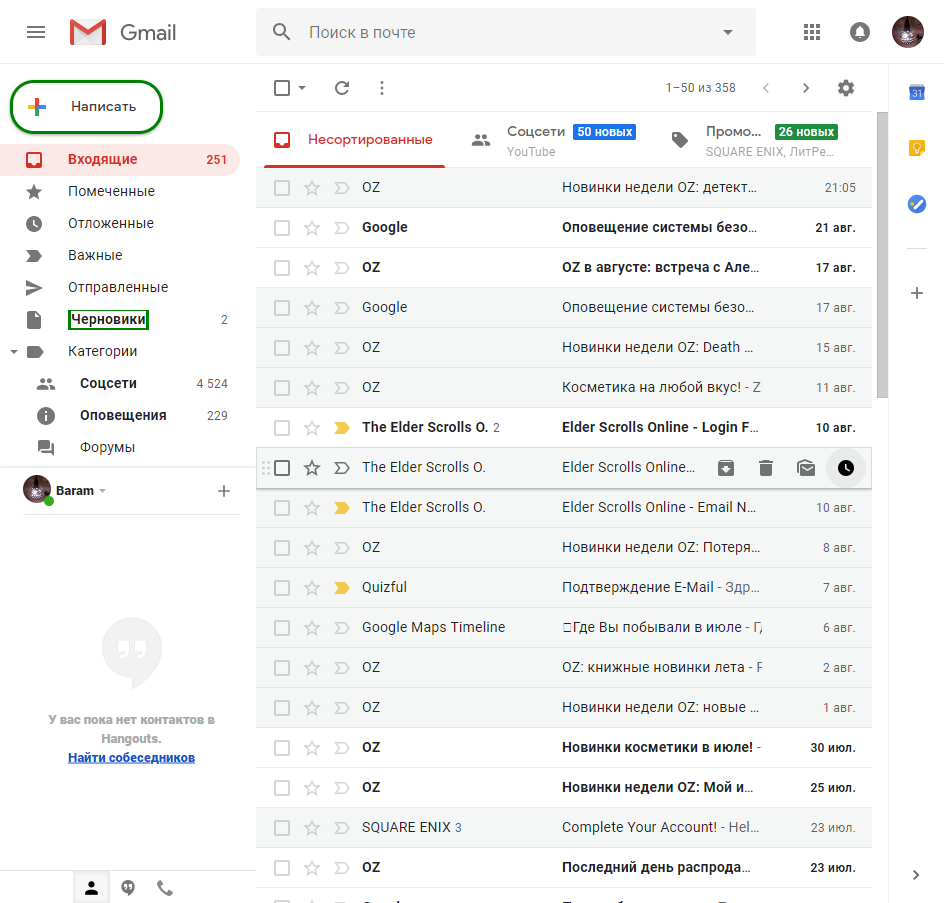 Gmail
Поиск в почте
Написать
1–50 из 358
31
Несортированные
Соцсети 50 новых
YouTube
Промо... 26 новых
SQUARE ENIX, ЛитРе...
Входящие 251
Помеченные
Отложенные
Важные
Отправленные
Черновики 2
Категории
Соцсети 4 524
Оповещения 229
Форумы
Baram
У вас пока нет контактов в
Hangouts.
Найти собеседников
OZ Новинки недели OZ: детект... 21:05
Google Оповещение системы безо... 21 авг.
OZ OZ в августе: встреча с Але... 17 авг.
Google Оповещение системы безо... 17 авг.
OZ Новинки недели OZ: Death ... 15 авг.
OZ Косметика на любой вкус! - Z 11 авг.
The Elder Scrolls O. 2 Elder Scrolls Online - Login F... 10 авг.
The Elder Scrolls O. Elder Scrolls Online...
The Elder Scrolls O. Elder Scrolls Online - Email N... 10 авг.
OZ Новинки недели OZ: Потеря... 8 авг.
Quizful Подтверждение E-Mail - Здр... 7 авг.
Google Maps Timeline Где Вы побывали в июле - 6 авг.
OZ OZ: книжные новинки лета - 2 авг.
OZ Новинки недели OZ: новые ... 1 авг.
OZ Новинки косметики в июле! - 30 июл.
OZ Новинки недели OZ: Мой и... 25 июл.
SQUARE ENIX 3 Complete Your Account! - Hel... 23 июл.
OZ Последний день распрода... 23 июл.